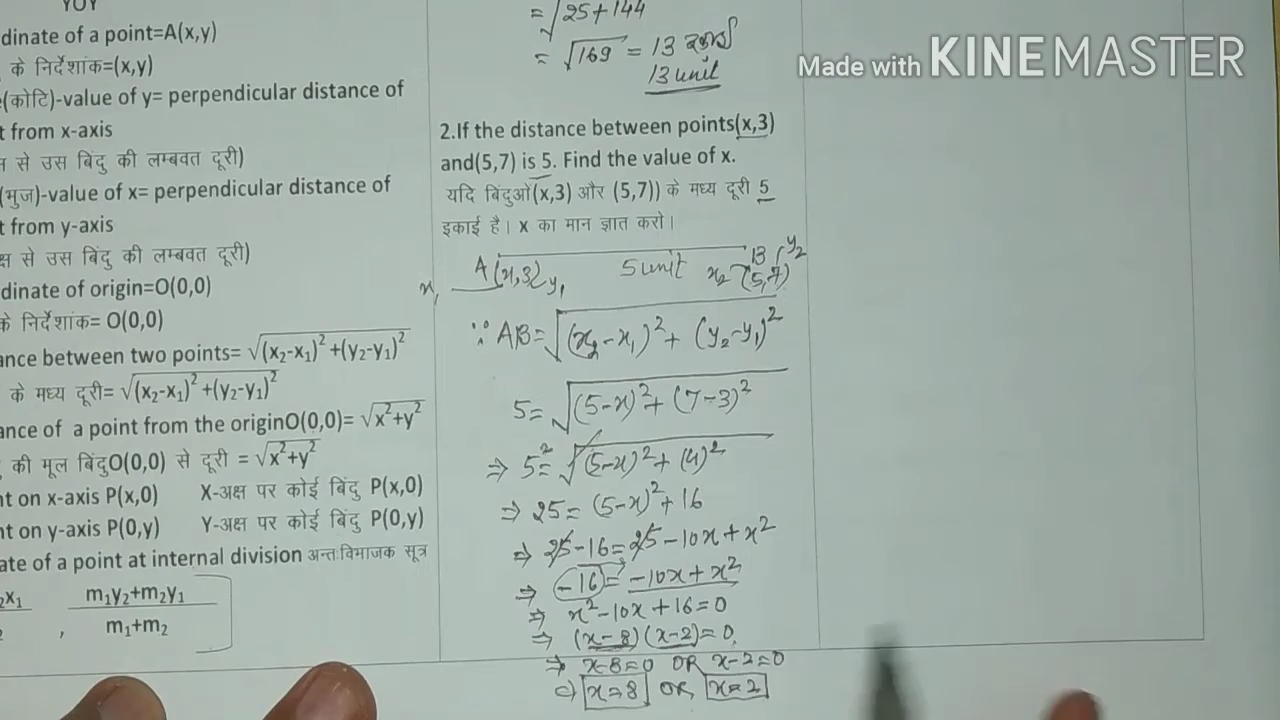 YOY
dinate of a point=A(x,y)
के निर्देशांक=(x,y)
(कोटि)-value of y= perpendicular distance of
t from x-axis
से उस बिंदु की लम्बवत दूरी)
(भुज)-value of x= perpendicular distance of
t from y-axis
क्ष से उस बिंदु की लम्बवत दूरी)
dinate of origin=O(0,0)
के निर्देशांक= O(0,0)
ance between two points= √(x₂-x₁)² +(y₂-y₁)²
के मध्य दूरी= √(x₂-x₁)² +(y₂-y₁)²
ance of a point from the originO(0,0)= √x²+y²
की मूल बिंदुO(0,0) से दूरी = √x²+y²
nt on x-axis P(x,0) X-अक्ष पर कोई बिंदु P(x,0)
nt on y-axis P(0,y) Y-अक्ष पर कोई बिंदु P(0,y)
ate of a point at internal division अन्तःविभाजक सूत्र
₂x₁ , m₁y₂+m₂y₁
m₁+m₂
= √25+144
= √169 = 13 इकाई
13 unit
2.If the distance between points(x,3)
and(5,7) is 5. Find the value of x.
यदि बिंदुओं(x,3) और (5,7)) के मध्य दूरी 5
इकाई है। x का मान ज्ञात करो।
x₁ A(x,3) y₁ 5 unit x₂ B(5,7) y₂
∵ AB=√(x₂-x₁)²+ (y₂-y₁)²
5=√(5-x)²+ (7-3)²
⇒ 5²=√(5-x)²+ (4)²
⇒ 25= (5-x)²+16
⇒ 25-16=25-10x+x²
⇒ -16=-10x+x²
⇒ x²-10x+16=0
⇒ (x-8)(x-2)=0
⇒ x-8=0 OR x-2=0
x=8 OR x=2
Made with KINEMASTER